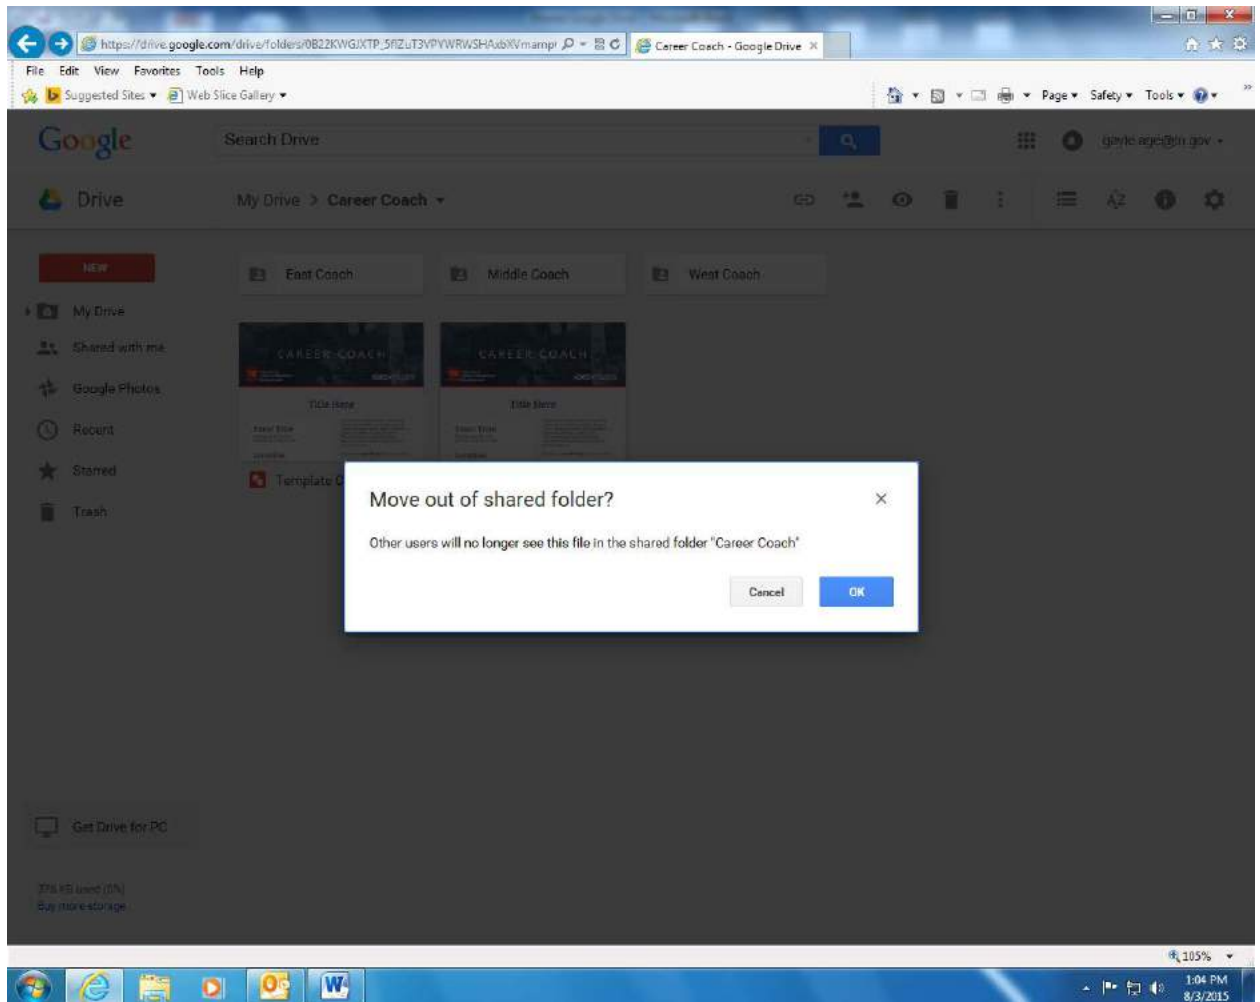 https://drive.google.com/drive/folders/0B22KWGJXTP_5fIZuT3VPYWRWSHAxbXVmamp
Career Coach - Google Drive
File Edit View Favorites Tools Help
Suggested Sites Web Slice Gallery
Page Safety Tools
Google
Search Drive
Drive
My Drive > Career Coach
NEW
East Coach
Middle Coach
West Coach
My Drive
Shared with me
Google Photos
Recent
Starred
Trash
CAREER COACH
CAREER COACH
Title Here
Title Here
Template
Move out of shared folder?
Other users will no longer see this file in the shared folder "Career Coach"
Cancel
OK
Get Drive for PC
Buy more storage
105%
1:04 PM
8/3/2015